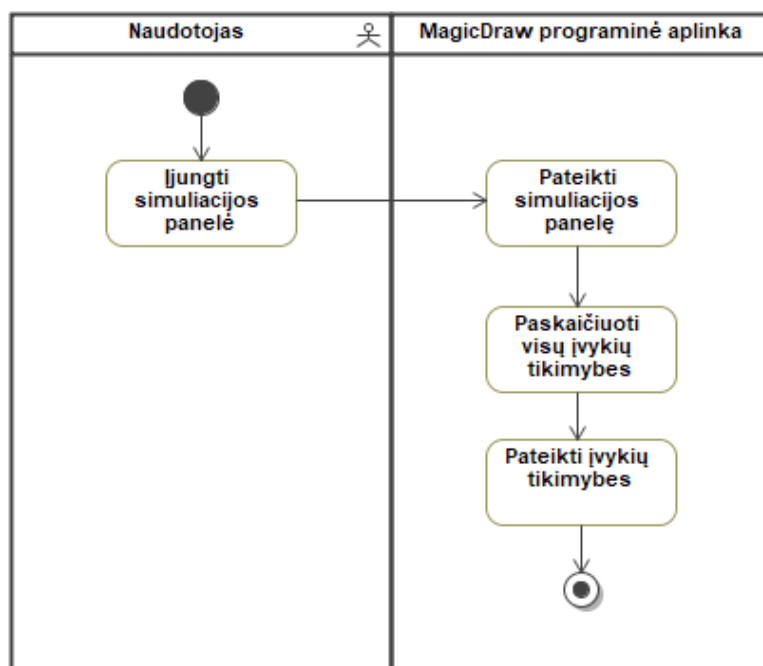 Naudotojas
MagicDraw programinė aplinka
Įjungti
simuliacijos
panelė
Pateikti
simuliacijos
panelę
Paskaičiuoti
visų įvykių
tikimybes
Pateikti įvykių
tikimybes